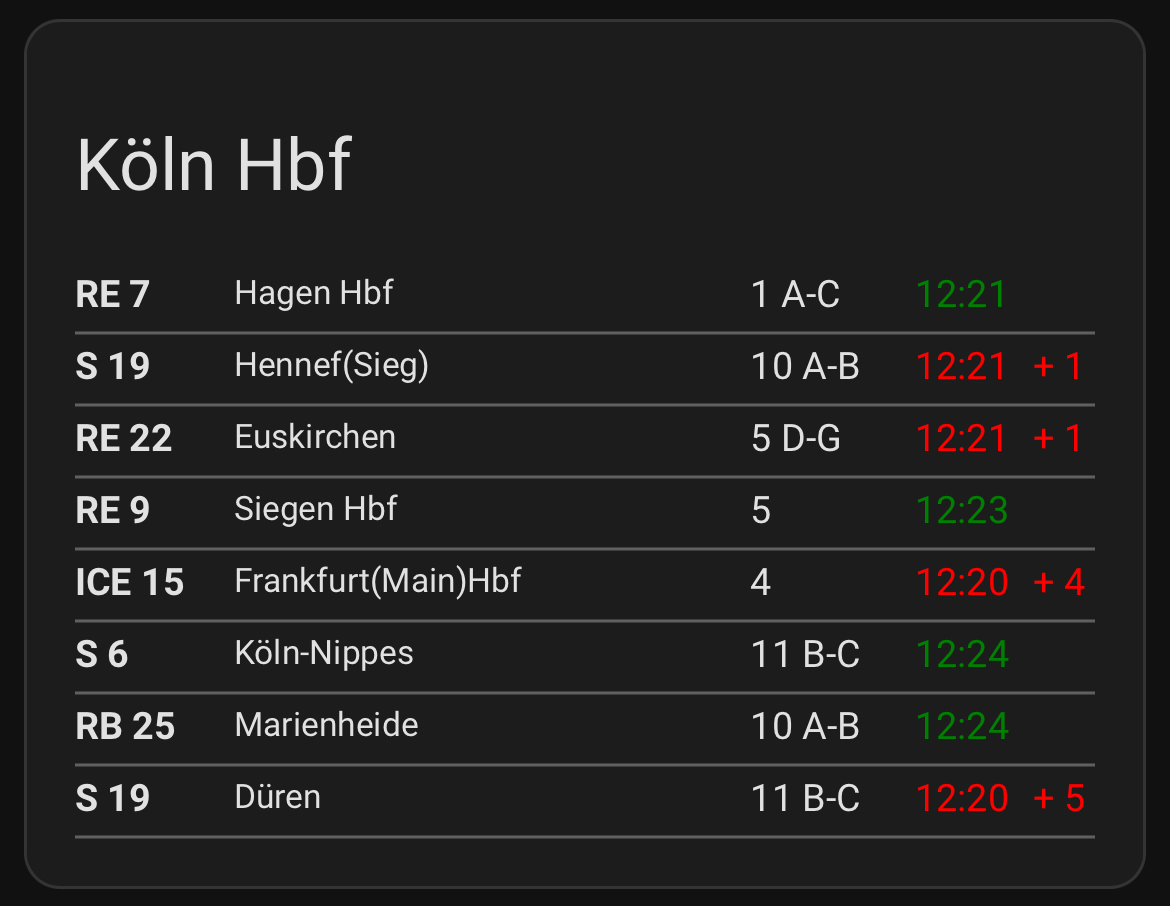 Köln Hbf
RE 7 Hagen Hbf 1 A-C 12:21
S 19 Hennef(Sieg) 10 A-B 12:21 + 1
RE 22 Euskirchen 5 D-G 12:21 + 1
RE 9 Siegen Hbf 5 12:23
ICE 15 Frankfurt(Main)Hbf 4 12:20 + 4
S 6 Köln-Nippes 11 B-C 12:24
RB 25 Marienheide 10 A-B 12:24
S 19 Düren 11 B-C 12:20 + 5